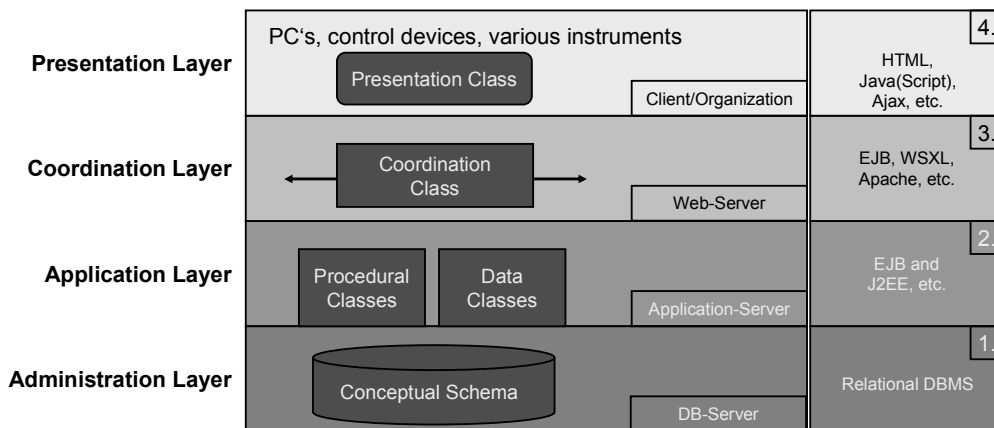 Presentation Layer
PC‘s, control devices, various instruments
Presentation Class
Client/Organization
4.
HTML,
Java(Script),
Ajax, etc.
Coordination Layer
Coordination
Class
Web-Server
3.
EJB, WSXL,
Apache, etc.
Application Layer
Procedural
Classes
Data
Classes
Application-Server
2.
EJB and
J2EE, etc.
Administration Layer
Conceptual Schema
DB-Server
1.
Relational DBMS